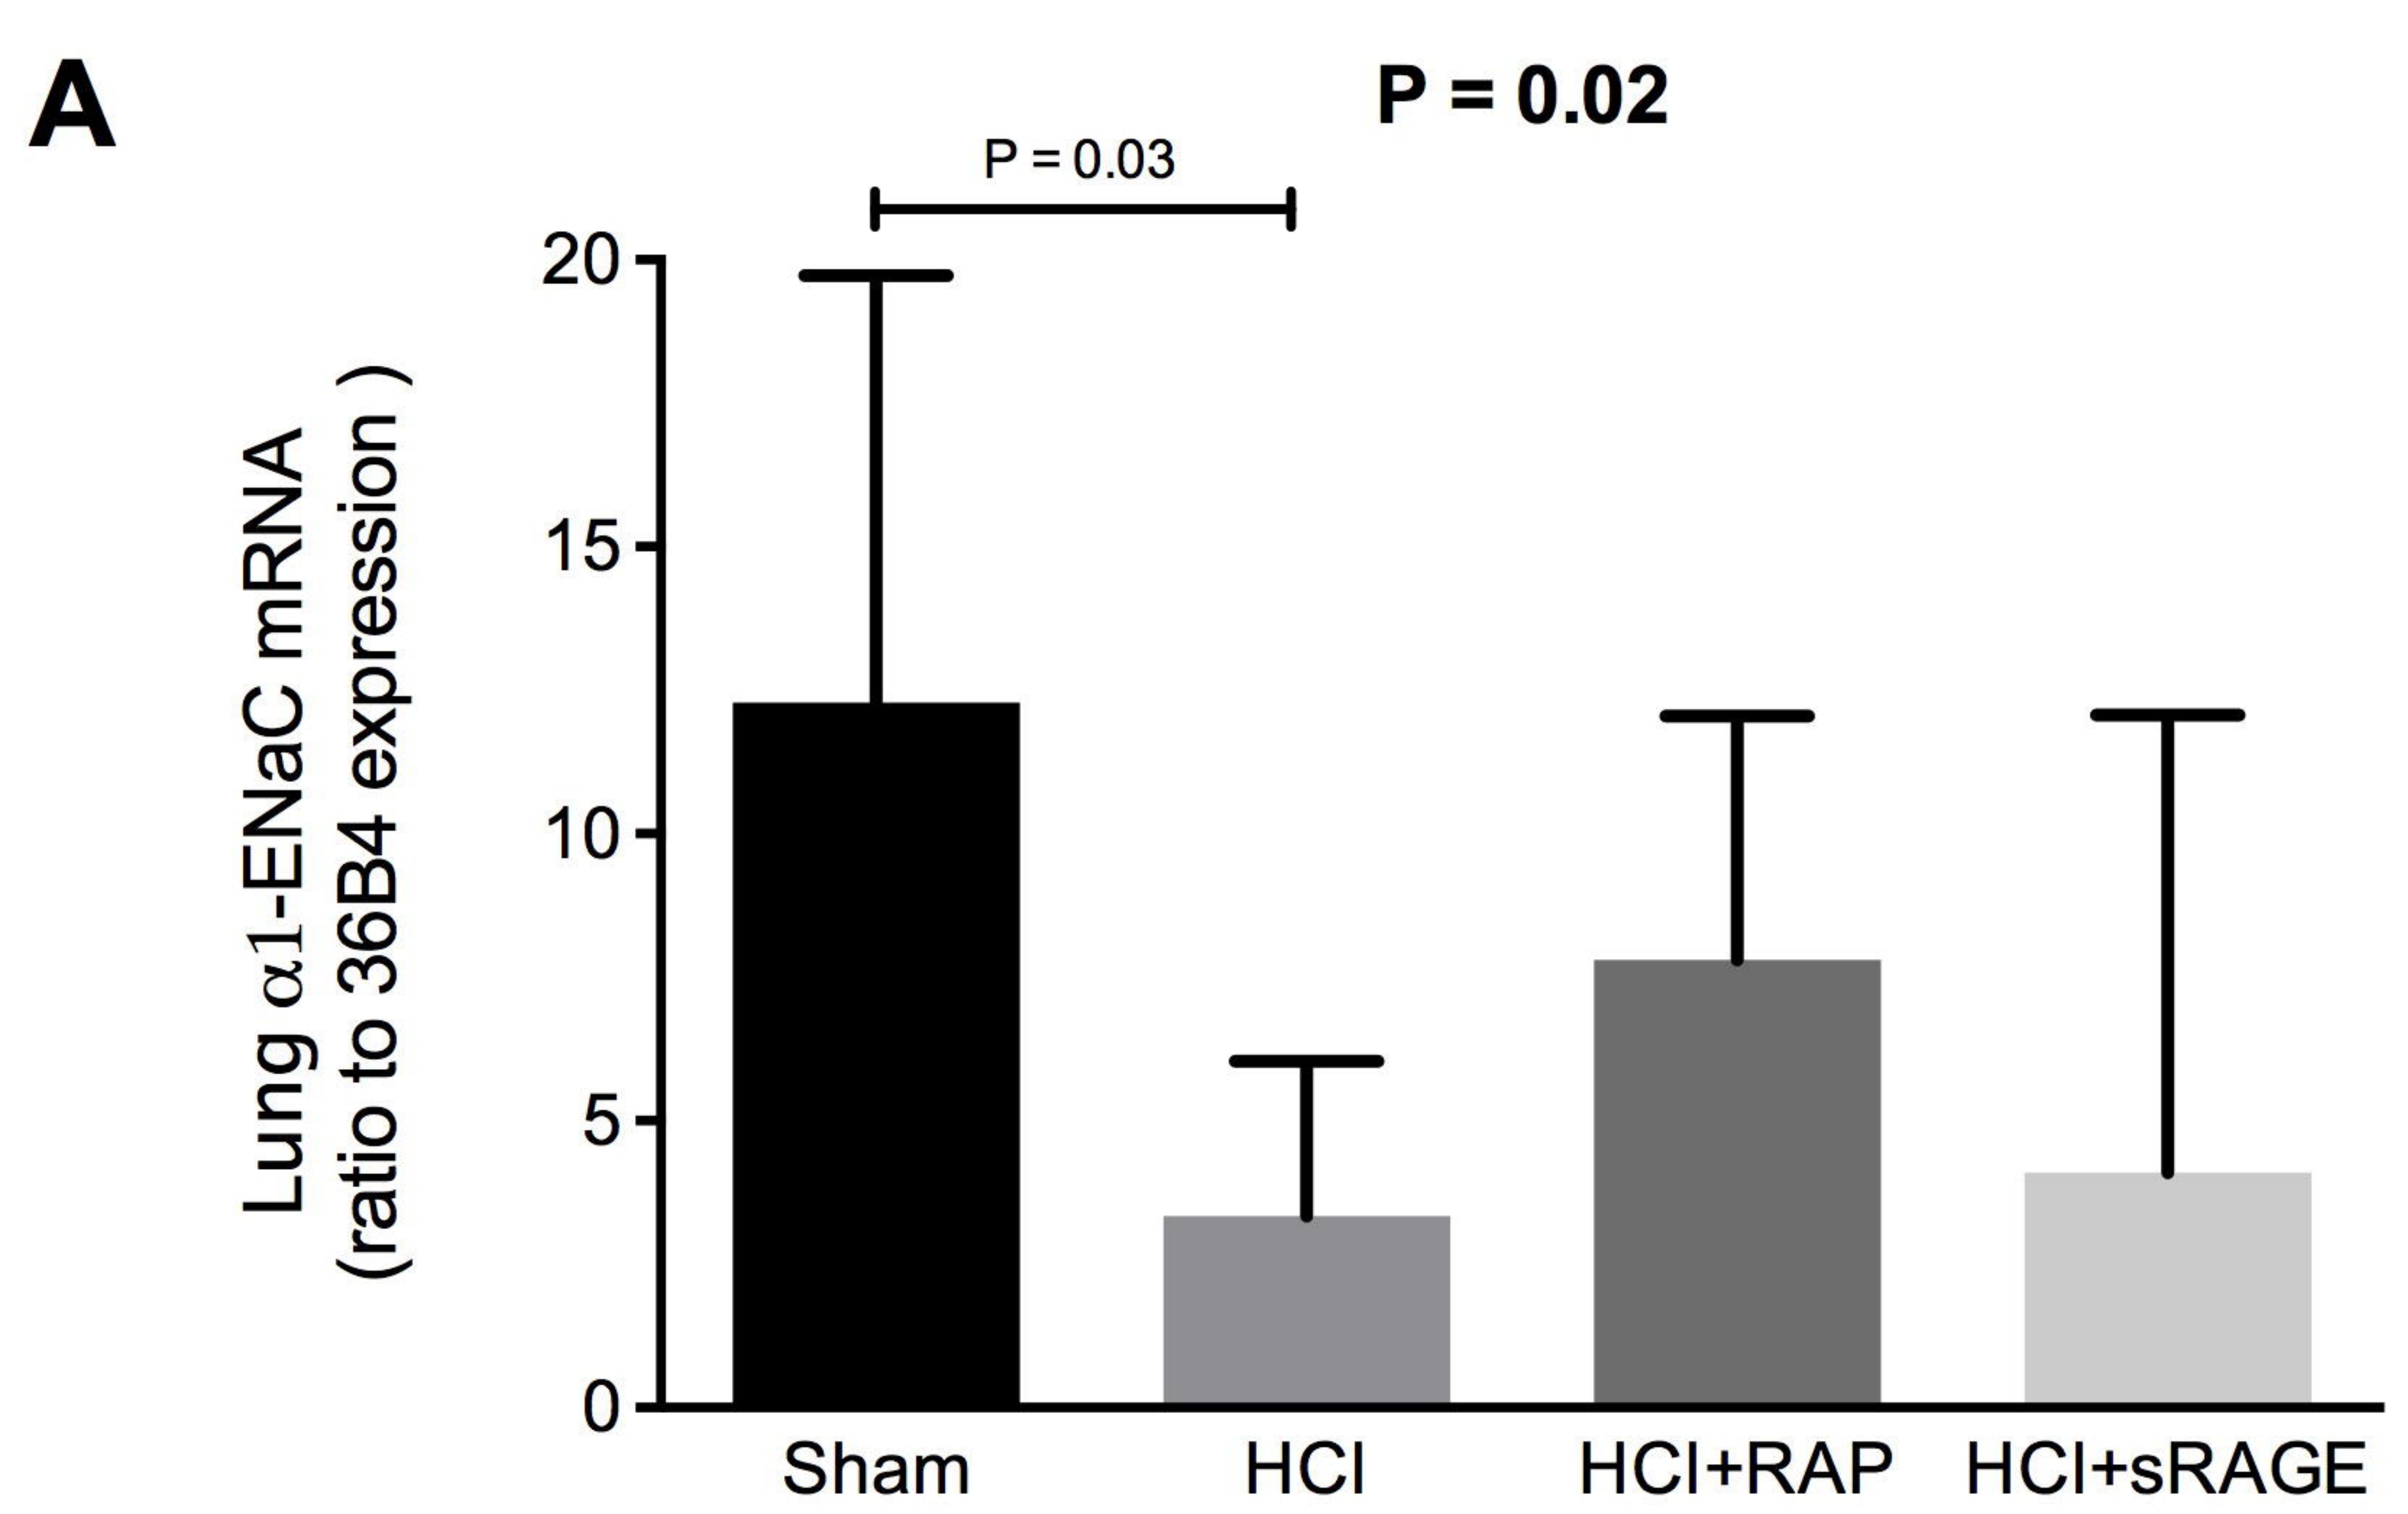 A
P = 0.02
P = 0.03
20
15
10
5
0
Lung α1-ENaC mRNA
(ratio to 36B4 expression )
Sham
HCl
HCl+RAP
HCl+sRAGE